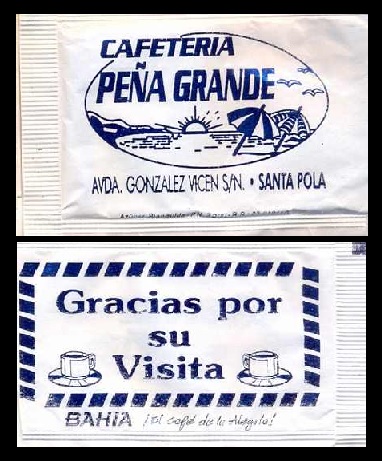 CAFETERIA
PEÑA GRANDE
AVDA. GONZALEZ VICEN S/N. • SANTA POLA
Gracias por
su
Visita
BAHIA ¡El café de la Alegría!